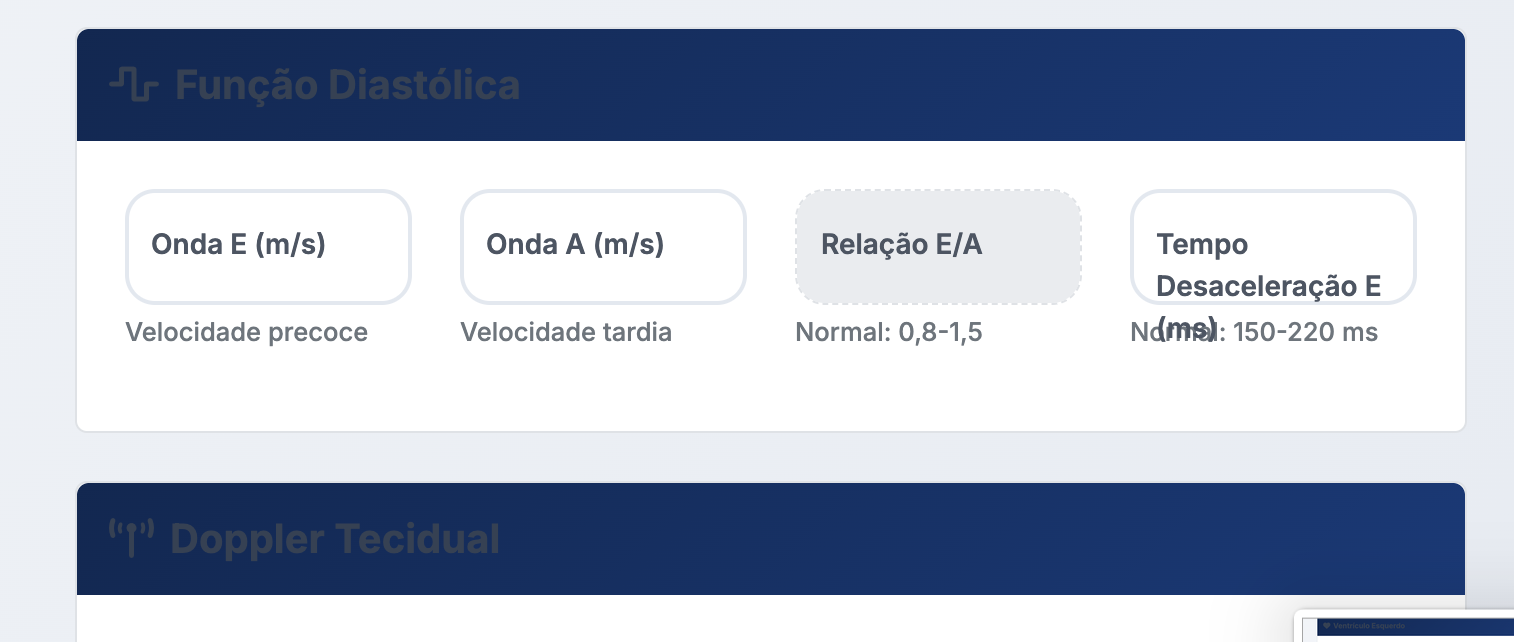 Função Diastólica
Onda E (m/s)
Velocidade precoce
Onda A (m/s)
Velocidade tardia
Relação E/A
Normal: 0,8-1,5
Tempo
Desaceleração E
(ms)
Normal: 150-220 ms
Doppler Tecidual
Ventrículo Esquerdo